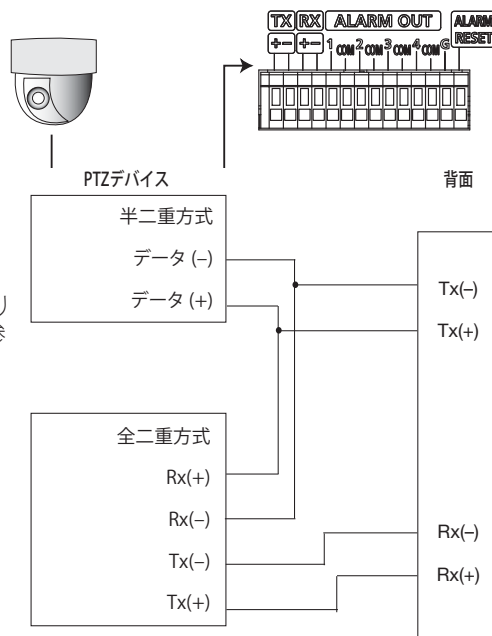 TX RX ALARM OUT ALARM RESET
+ − + − 1 COM 2 COM 3 COM 4 COM G
PTZデバイス
背面
半二重方式
データ (–)
データ (+)
Tx(–)
Tx(+)
り
全二重方式
Rx(+)
Rx(–)
Tx(–)
Tx(+)
Rx(–)
Rx(+)